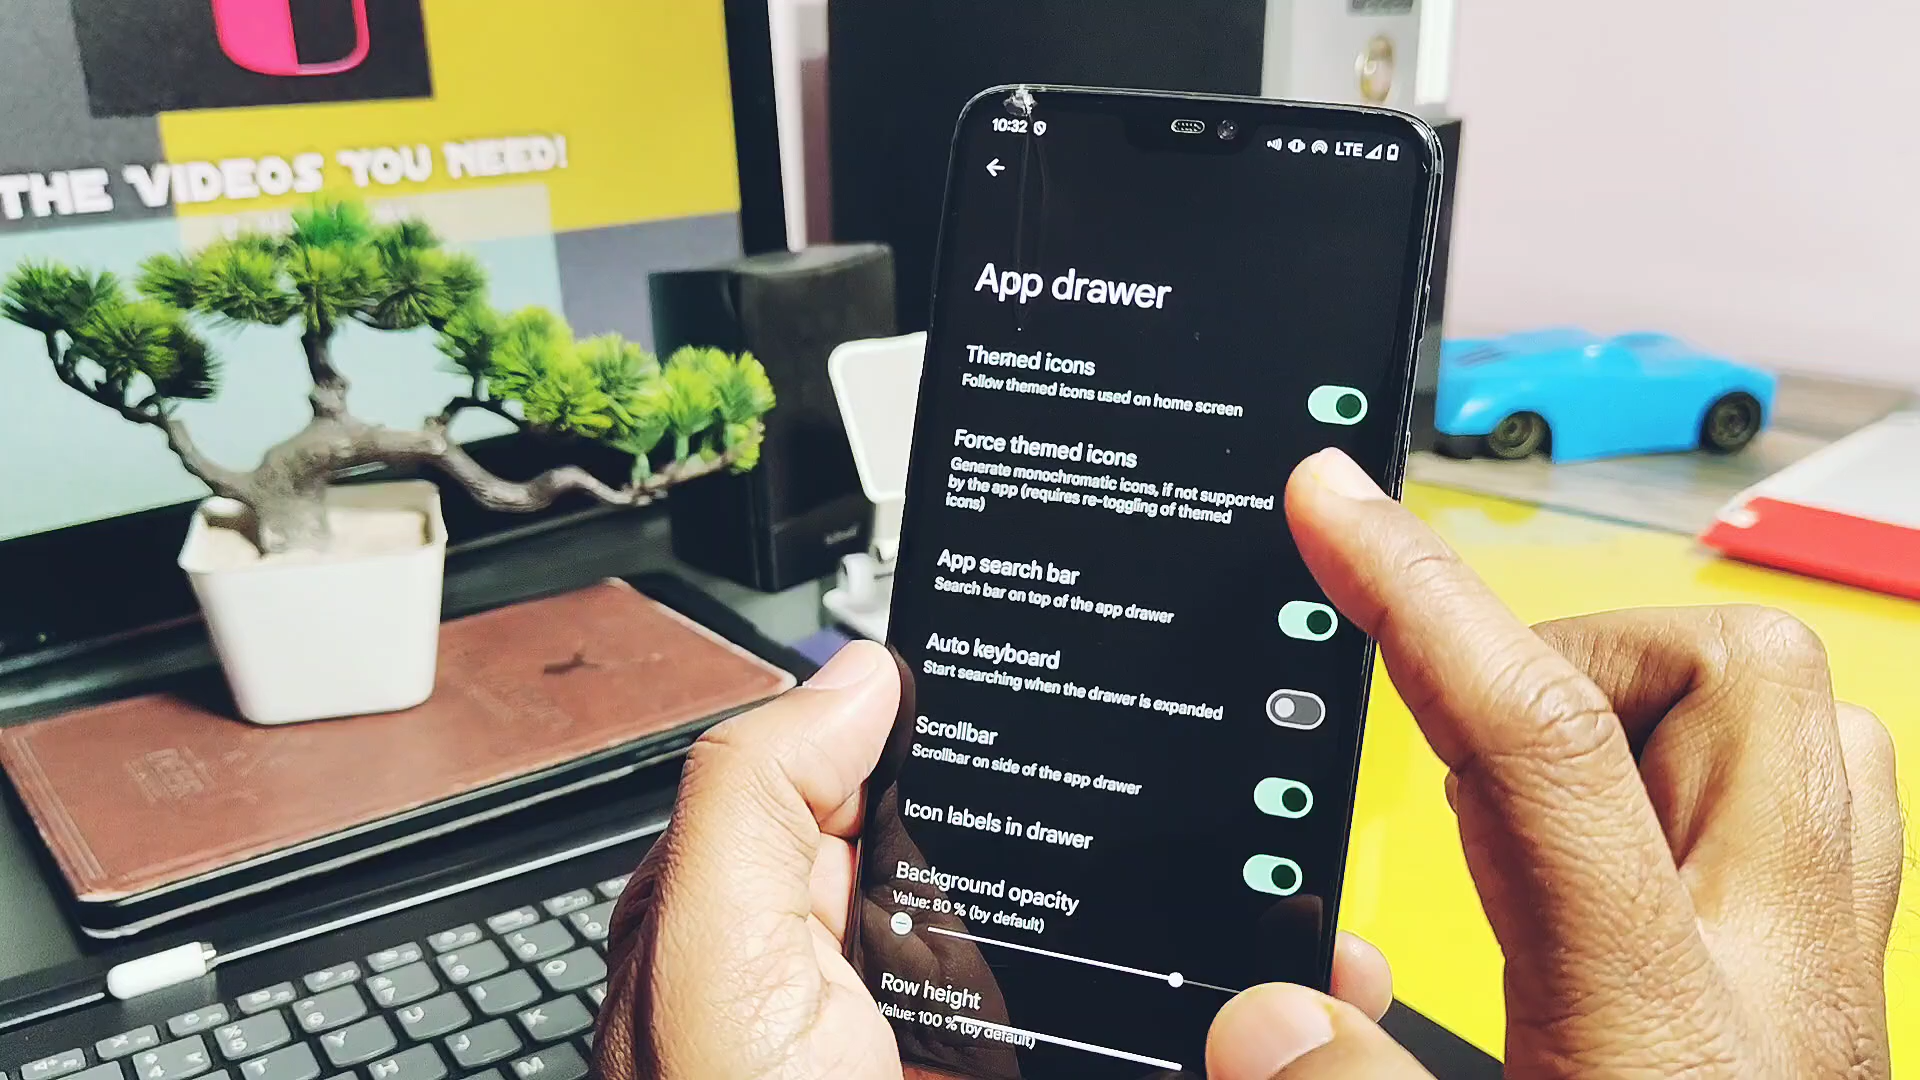 THE VIDEOS YOU NEED!
10:32
LTE
App drawer
Themed icons
Follow themed icons used on home screen
Force themed icons
Generate monochromatic icons, if not supported
by the app (requires re-toggling of themed
icons)
App search bar
Search bar on top of the app drawer
Auto keyboard
Start searching when the drawer is expanded
Scrollbar
Scrollbar on side of the app drawer
Icon labels in drawer
Background opacity
Value: 80 % (by default)
Row height
Value: 100 % (by default)
T
Y
U
H
J
K
M